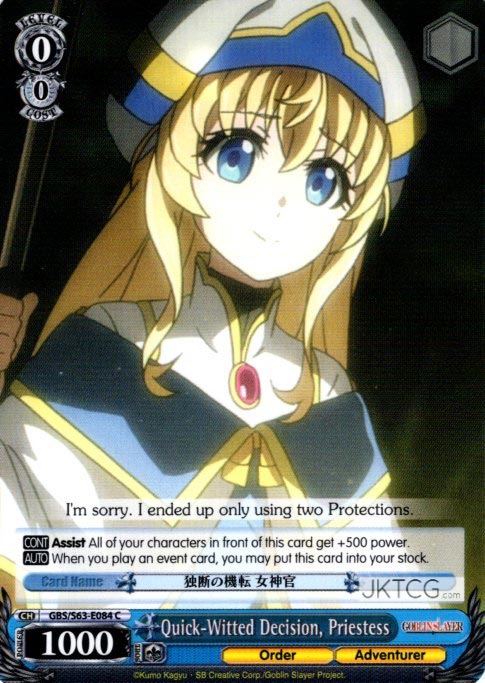 LEVEL
0
0
COST
I'm sorry. I ended up only using two Protections.
CONT Assist All of your characters in front of this card get +500 power.
AUTO When you play an event card, you may put this card into your stock.
Card Name 独断の機転 女神官
JKTCG.com
CH GBS/S63-E084 C
Quick-Witted Decision, Priestess
GOBLIN SLAYER
POWER 1000 SOUL
Order Adventurer
©Kumo Kagyu・SB Creative Corp./Goblin Slayer Project.